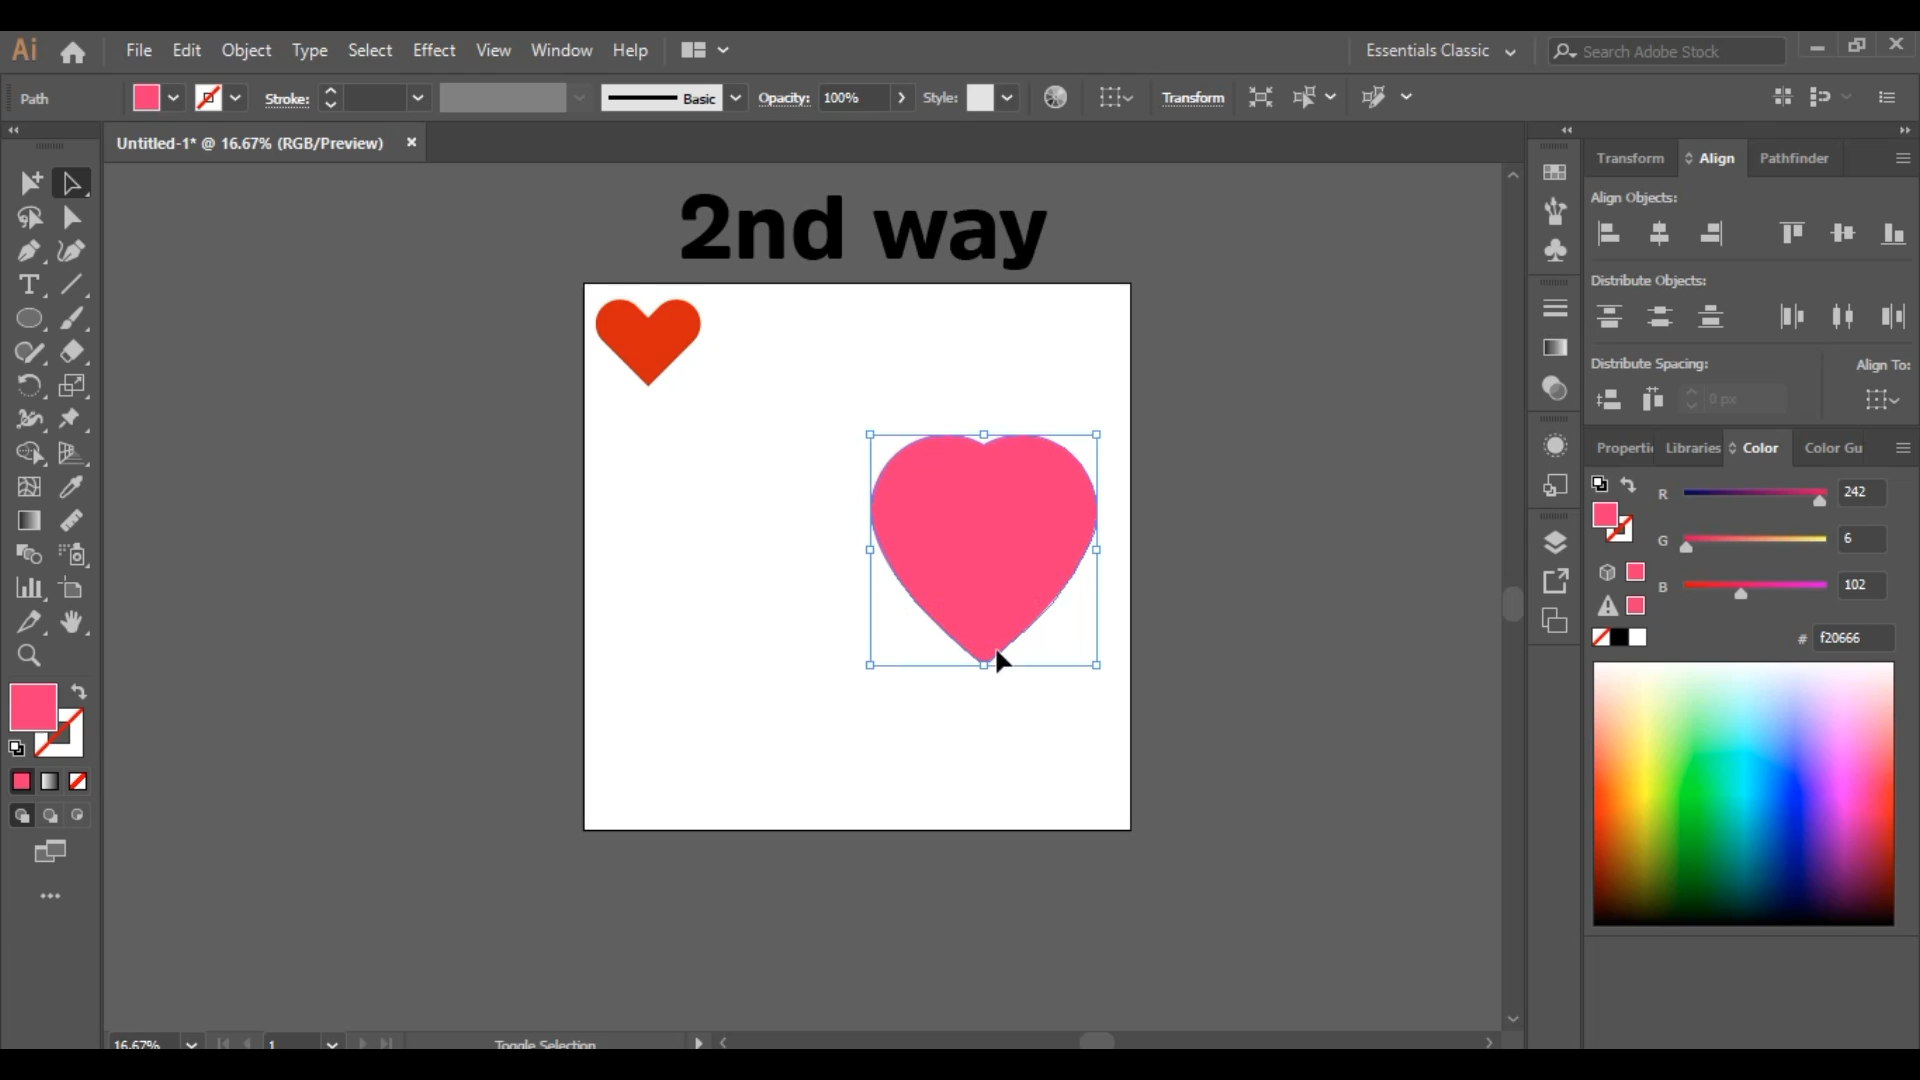 Ai File Edit Object Type Select Effect View Window Help Essentials Classic Search Adobe Stock
Path Stroke: Basic Opacity: 100% Style: Transform
Untitled-1* @ 16.67% (RGB/Preview)
Transform Align Pathfinder
Align Objects:
2nd way
Distribute Objects:
Distribute Spacing: Align To:
0 px
Properti Libraries Color Color Gu
R 242
G 6
B 102
# f20666
16.67% 1 Toggle Selection